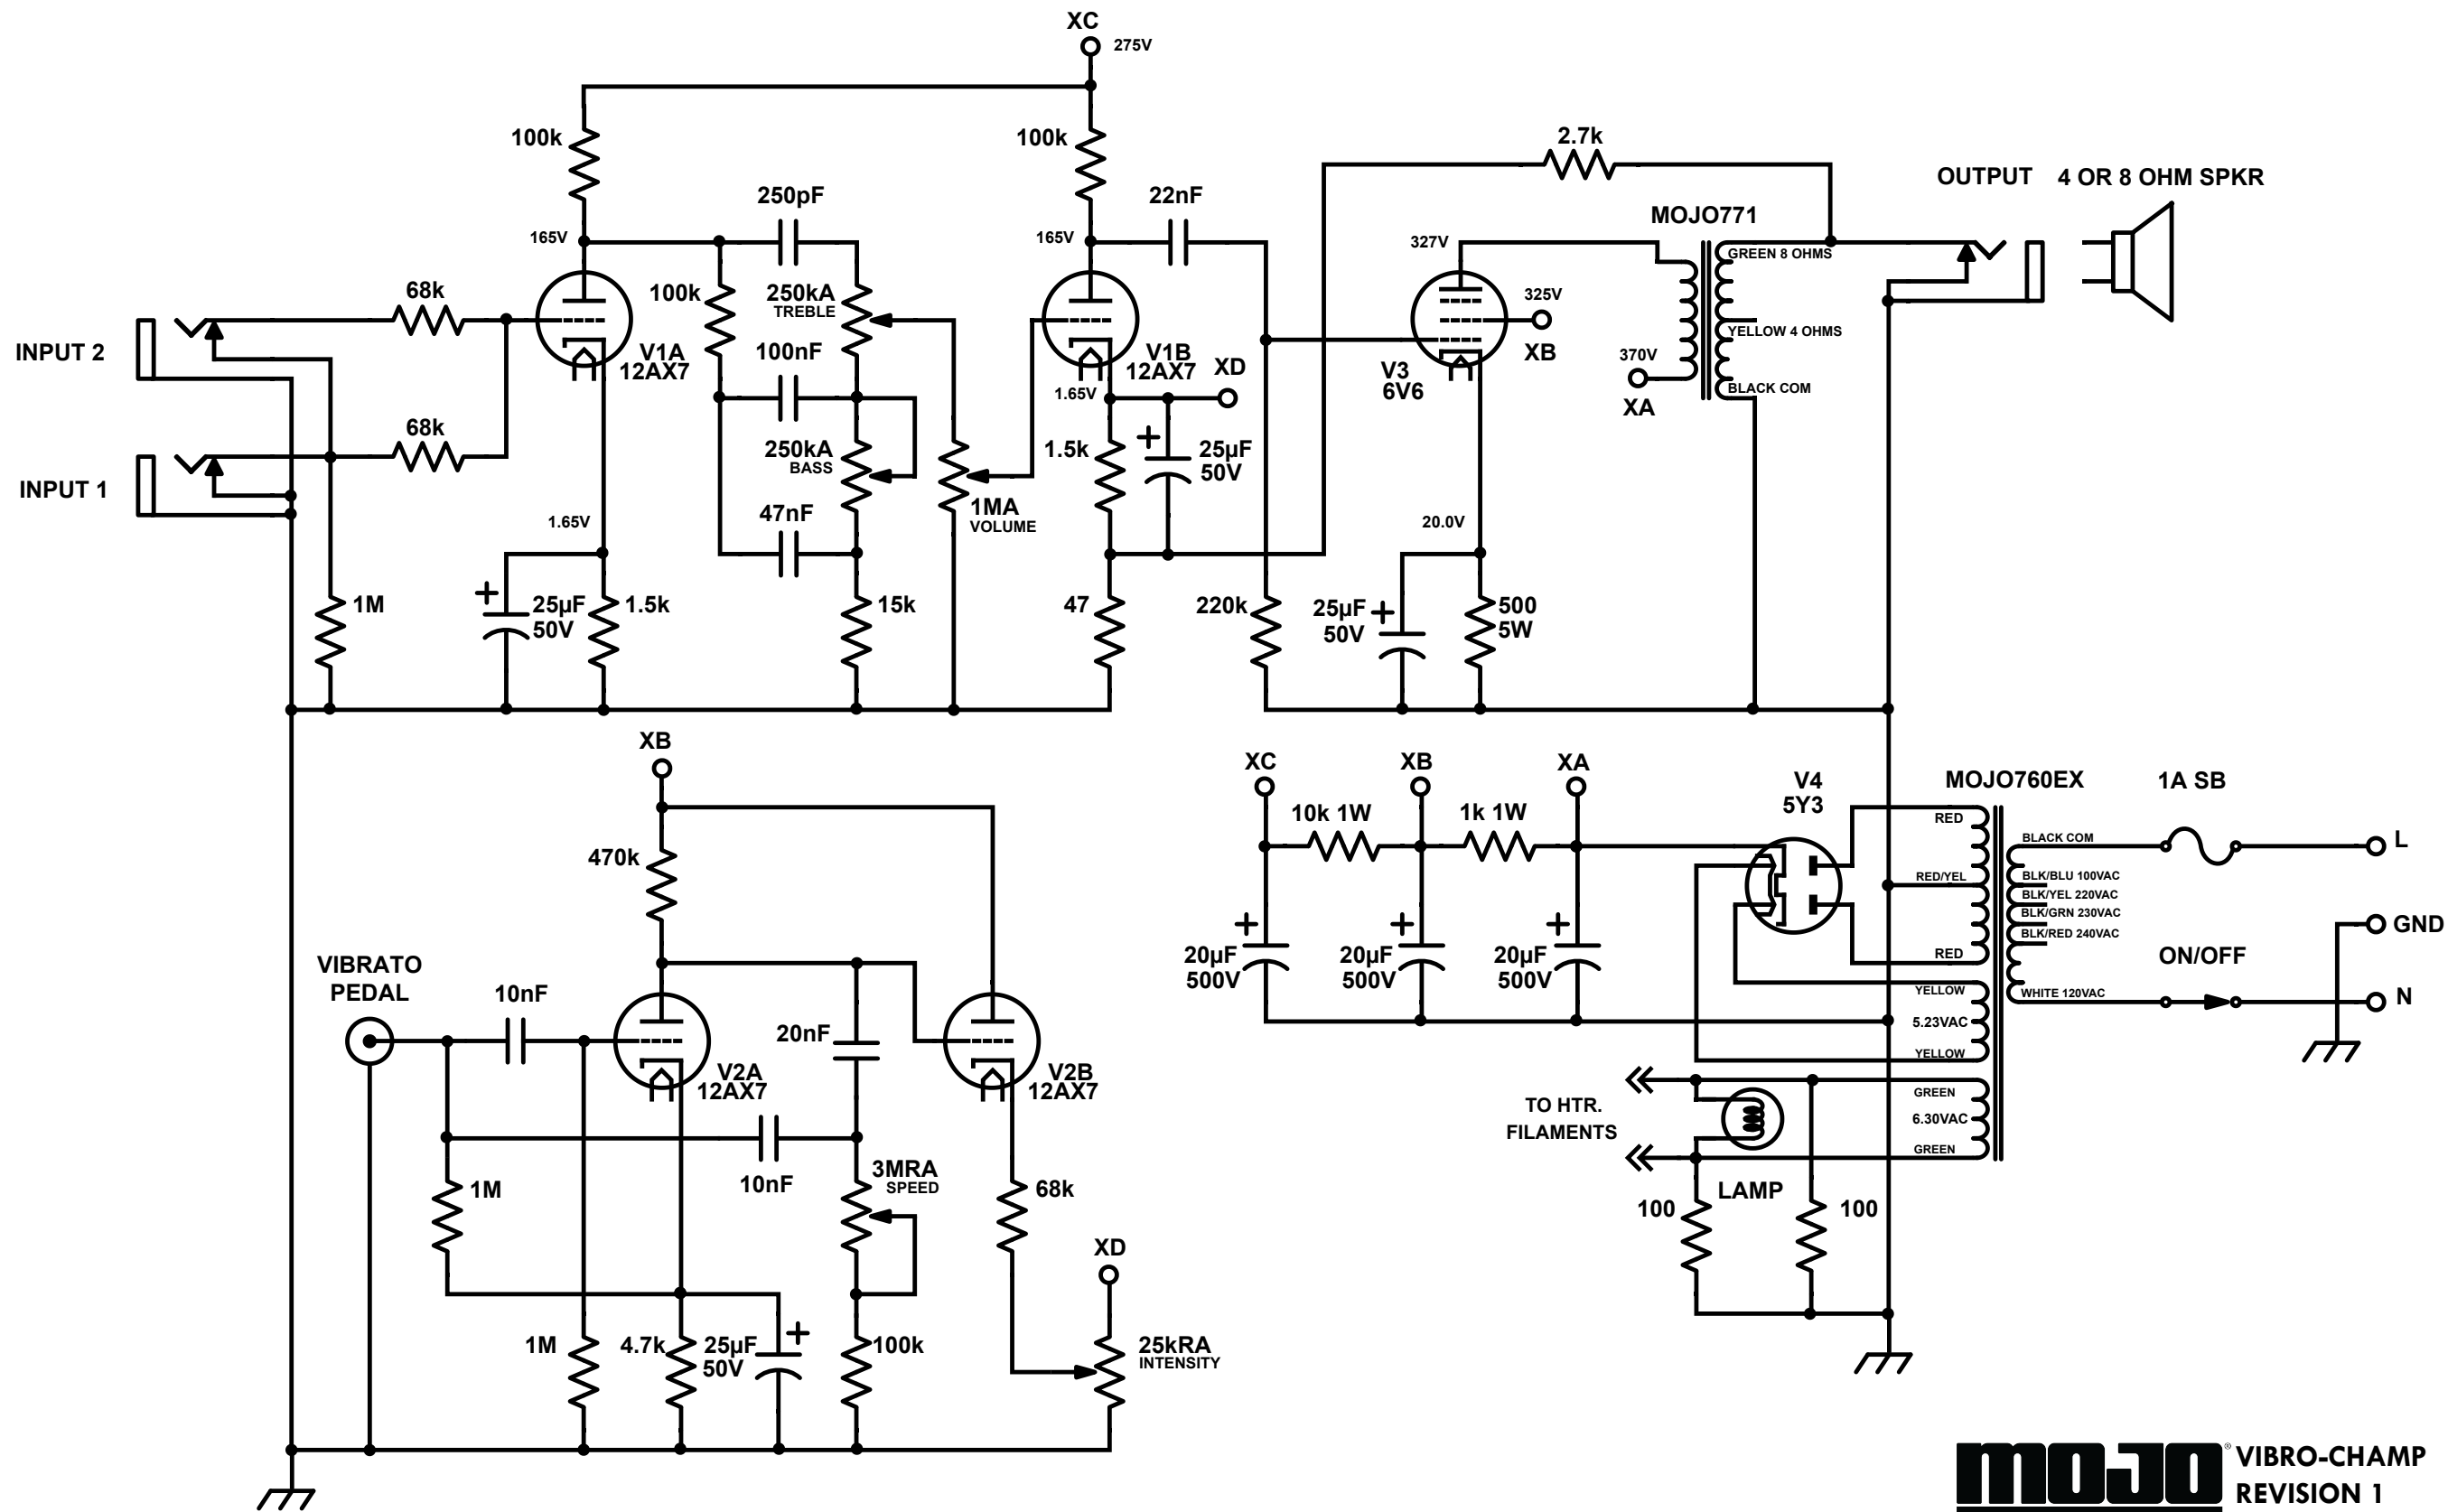 XC
275V
100k
100k
2.7k
OUTPUT 4 OR 8 OHM SPKR
250pF
22nF
MOJO771
165V
165V
327V
GREEN 8 OHMS
68k
100k
250kA
TREBLE
325V
YELLOW 4 OHMS
INPUT 2
V1A
12AX7
100nF
V1B
12AX7
XD
XB
370V
V3
6V6
BLACK COM
1.65V
XA
68k
250kA
BASS
1.5k
+
25µF
50V
INPUT 1
47nF
1MA
VOLUME
1.65V
20.0V
1M
+
25µF
50V
1.5k
15k
47
220k
25µF
50V
+
500
5W
XB
XC
XB
XA
V4
5Y3
MOJO760EX
1A SB
10k 1W
1k 1W
RED
BLACK COM
L
470k
RED/YEL
BLK/BLU 100VAC
BLK/YEL 220VAC
BLK/GRN 230VAC
BLK/RED 240VAC
GND
+
+
+
20µF
500V
20µF
500V
20µF
500V
RED
ON/OFF
VIBRATO
PEDAL
10nF
YELLOW
WHITE 120VAC
N
20nF
5.23VAC
YELLOW
V2A
12AX7
V2B
12AX7
TO HTR.
FILAMENTS
GREEN
6.30VAC
GREEN
10nF
3MRA
SPEED
1M
68k
LAMP
100
100
XD
1M
4.7k
25µF
50V
+
100k
25kRA
INTENSITY
MOJO® VIBRO-CHAMP
REVISION 1